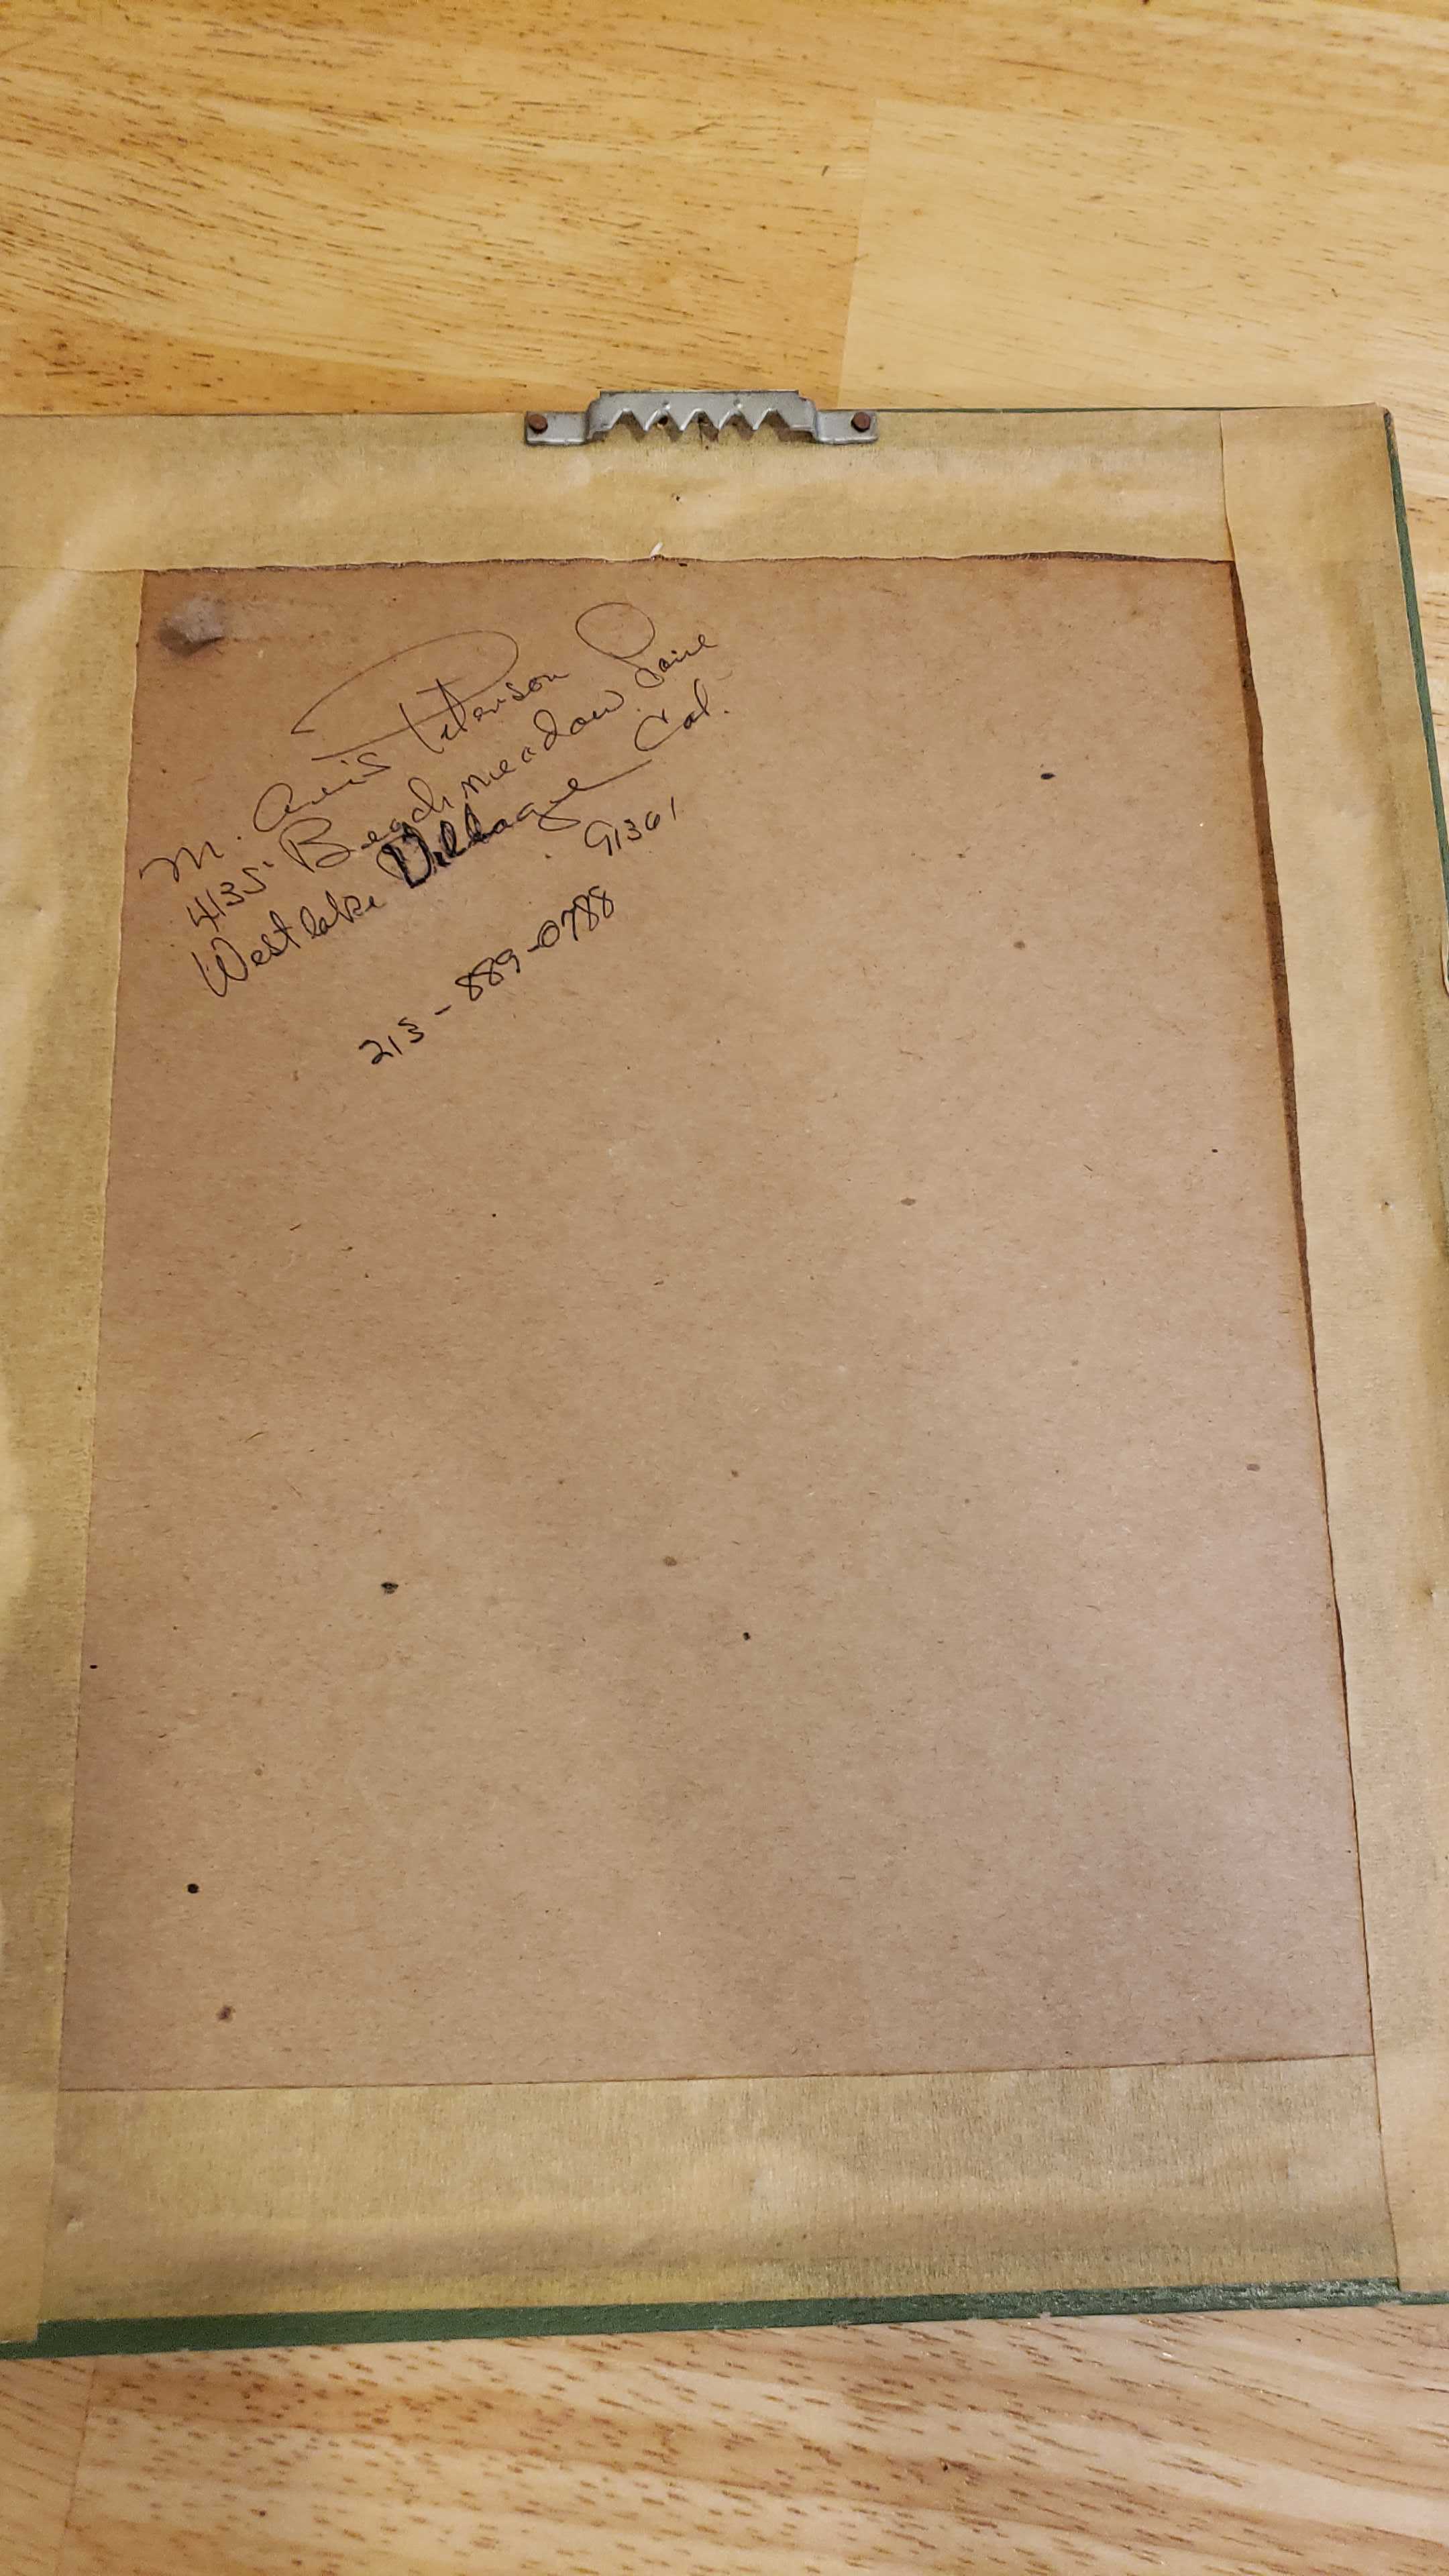 M. Avis Peterson
4135 Beachmeadow Lane
Westlake Village Cal.
91361
213-889-0788